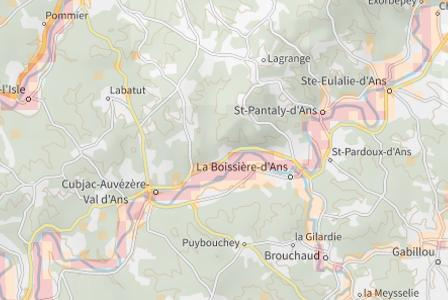 Exorbepey
Pommier
Lagrange
Ste-Eulalie-d'Ans
l'Isle
Labatut
St-Pantaly-d'Ans
St-Pardoux-d'Ans
La Boissière-d'Ans
Cubjac-Auvézère-
Val d'Ans
la Gilardie
Puybouchey
Brouchaud
Gabillou
la Meysselie